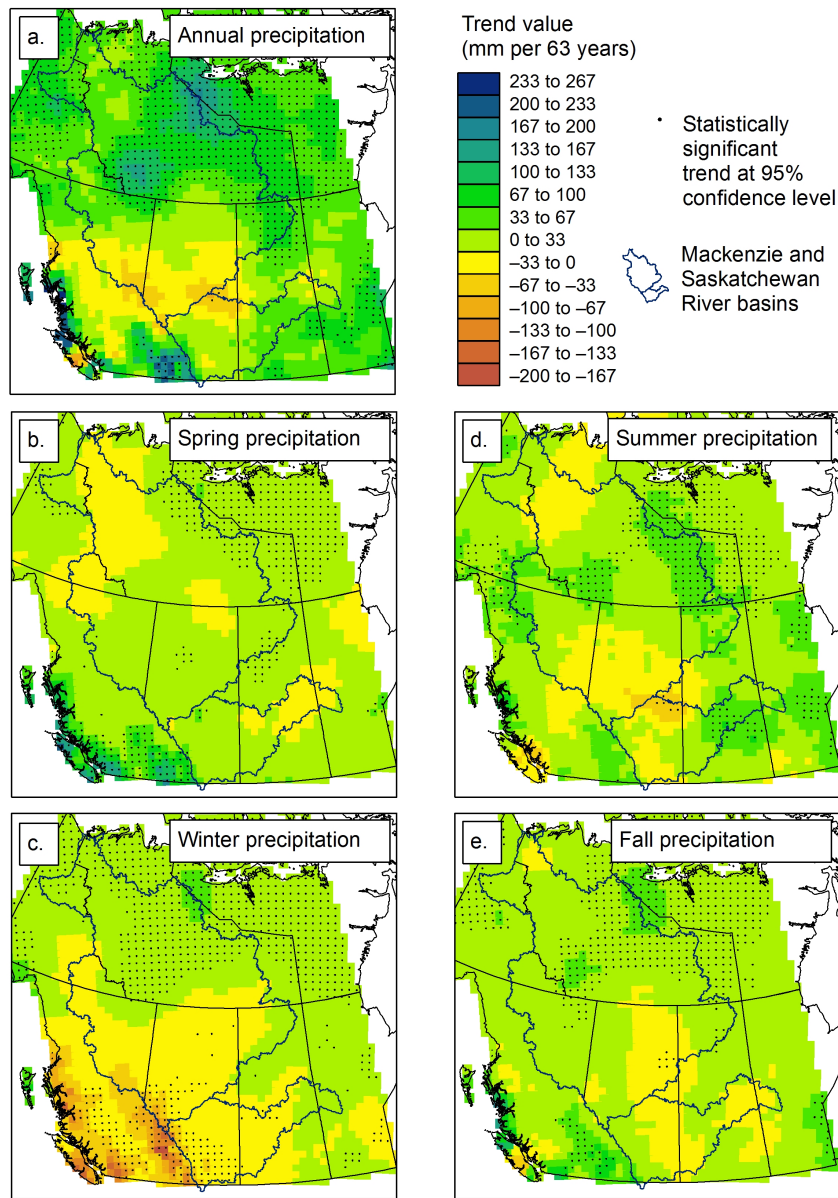 a.
Annual precipitation
Trend value
(mm per 63 years)
233 to 267
200 to 233
167 to 200
133 to 167
100 to 133
67 to 100
33 to 67
0 to 33
–33 to 0
–67 to –33
–100 to –67
–133 to –100
–167 to –133
–200 to –167
Statistically
significant
trend at 95%
confidence level
Mackenzie and
Saskatchewan
River basins
b.
Spring precipitation
d.
Summer precipitation
c.
Winter precipitation
e.
Fall precipitation